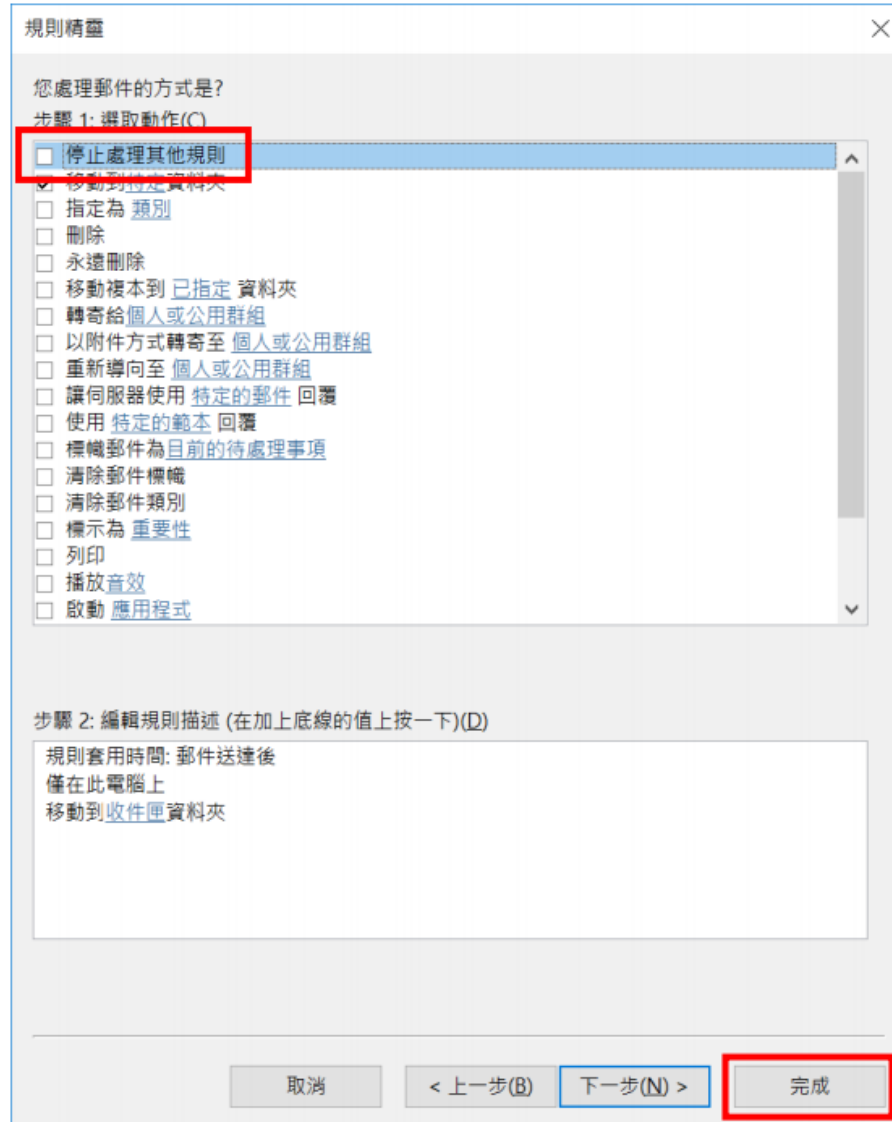 規則精靈
您處理郵件的方式是?
步驟 1: 選取動作(C)
停止處理其他規則
移動到特定資料夾
指定為 類別
刪除
永遠刪除
移動複本到 已指定 資料夾
轉寄給個人或公用群組
以附件方式轉寄至 個人或公用群組
重新導向至 個人或公用群組
讓伺服器使用 特定的郵件 回覆
使用 特定的範本 回覆
標幟郵件為目前的待處理事項
清除郵件標幟
清除郵件類別
標示為 重要性
列印
播放音效
啟動 應用程式
步驟 2: 編輯規則描述 (在加上底線的值上按一下)(D)
規則套用時間: 郵件送達後
僅在此電腦上
移動到收件匣資料夾
取消 < 上一步(B) 下一步(N) > 完成